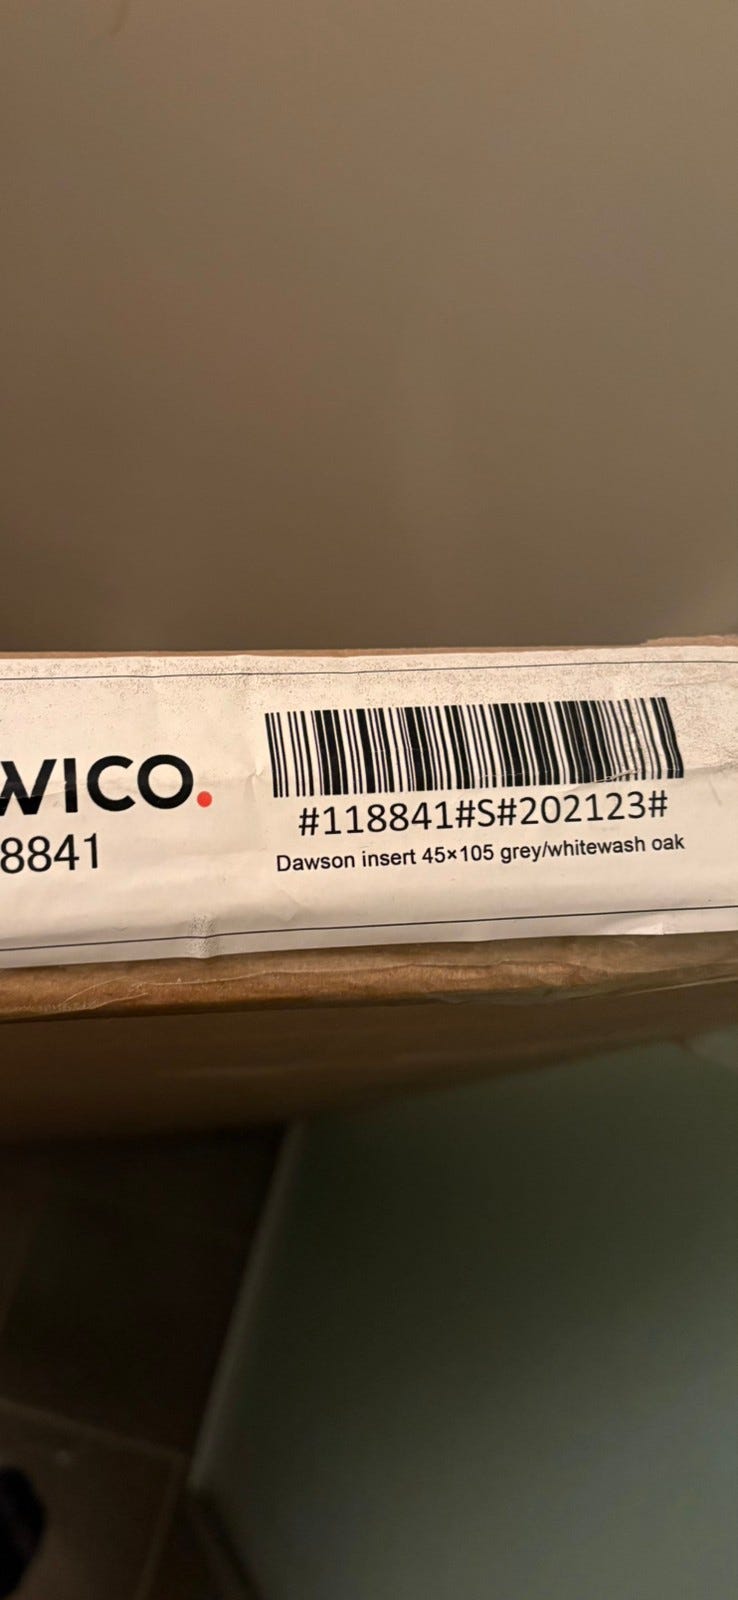 WICO.
8841
#118841#S#202123#
Dawson insert 45×105 grey/whitewash oak